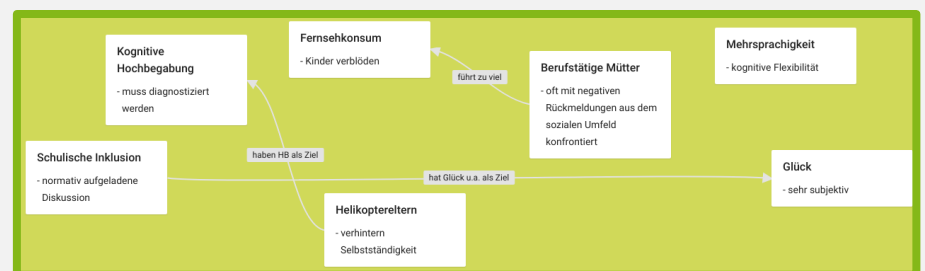 Kognitive
Hochbegabung
- muss diagnostiziert
werden
Fernsehkonsum
- Kinder verblöden
führt zu viel
Berufstätige Mütter
- oft mit negativen
Rückmeldungen aus dem
sozialen Umfeld
konfrontiert
Mehrsprachigkeit
- kognitive Flexibilität
Schulische Inklusion
- normativ aufgeladene
Diskussion
haben HB als Ziel
hat Glück u.a. als Ziel
Glück
- sehr subjektiv
Helikoptereltern
- verhintern
Selbstständigkeit